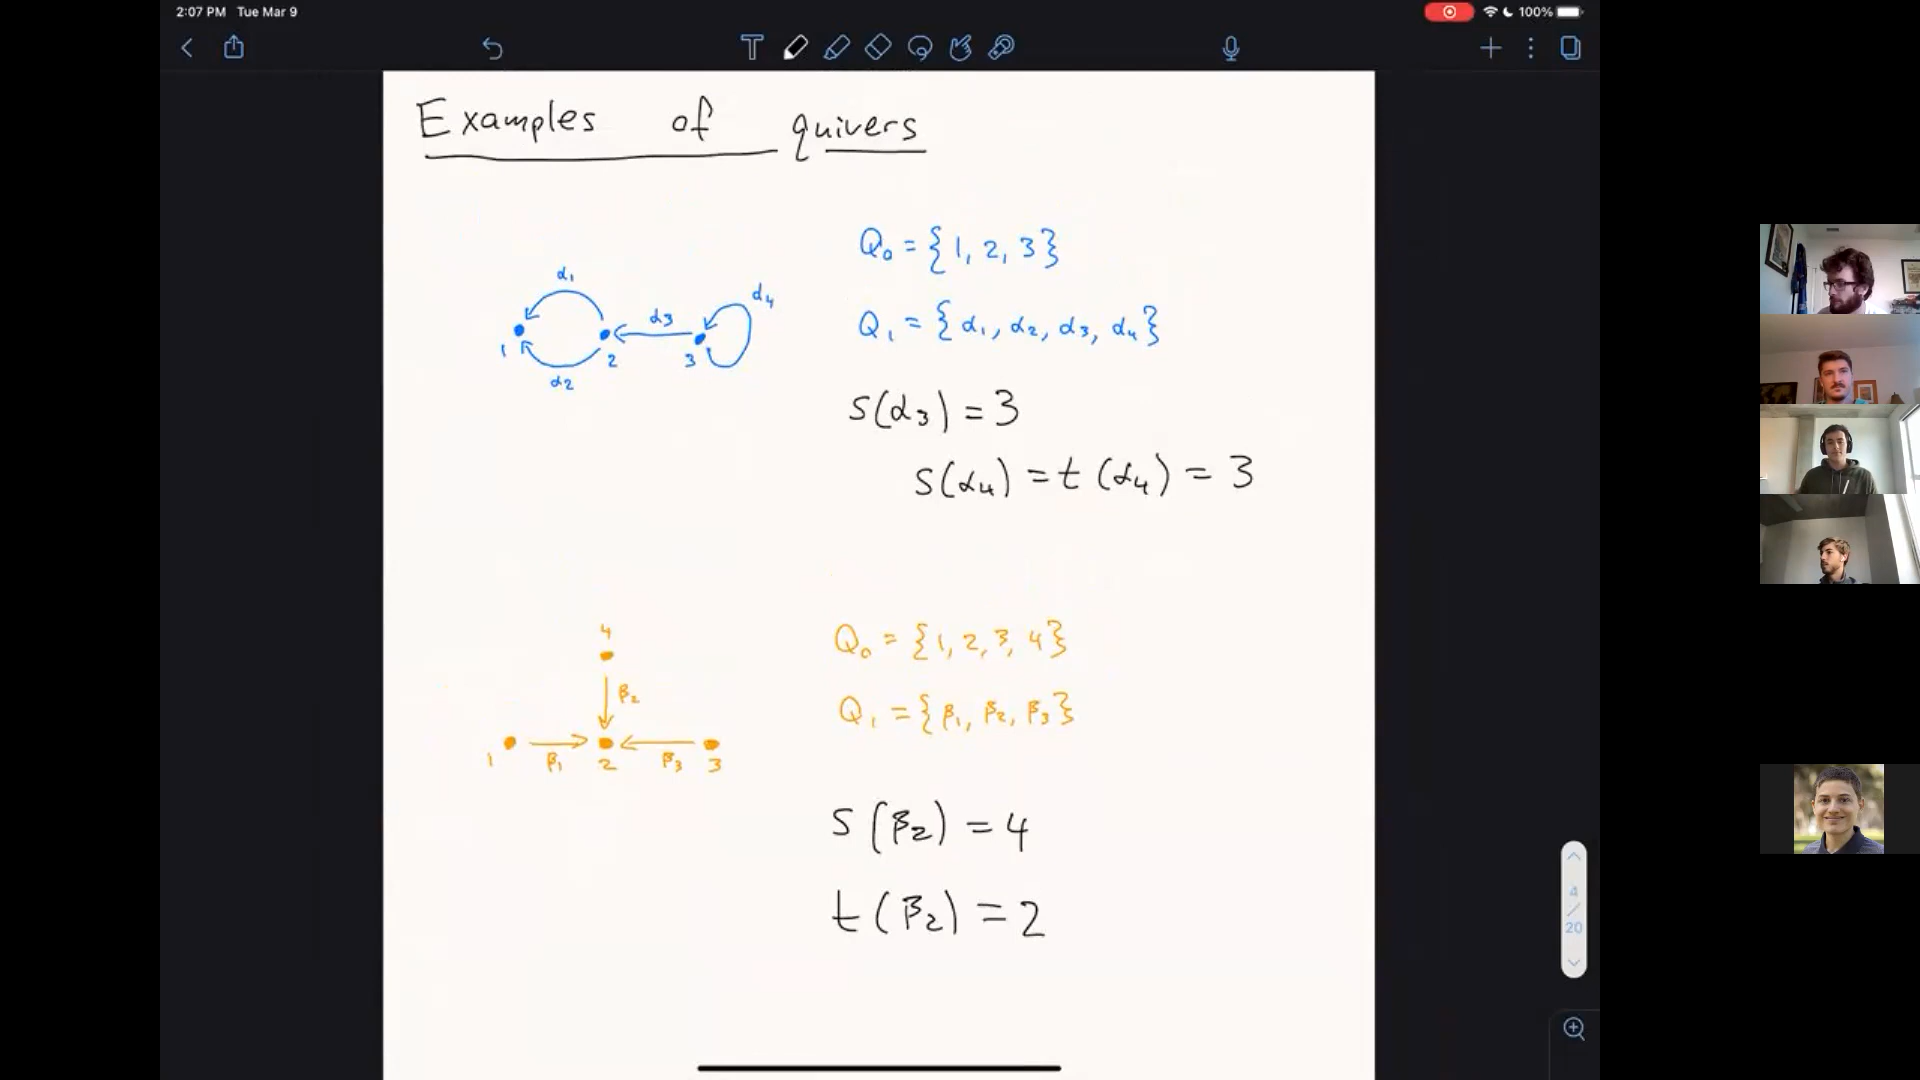 2:07 PM Tue Mar 9
100%
Examples of quivers
α₁
α₂
α₃
α₄
1
2
3
Q₀ = {1, 2, 3}
Q₁ = {α₁, α₂, α₃, α₄}
s(α₃) = 3
s(α₄) = t(α₄) = 3
4
β₂
1
β₁
2
β₃
3
Q₀ = {1, 2, 3, 4}
Q₁ = {β₁, β₂, β₃}
s(β₂) = 4
t(β₂) = 2
4
/
20